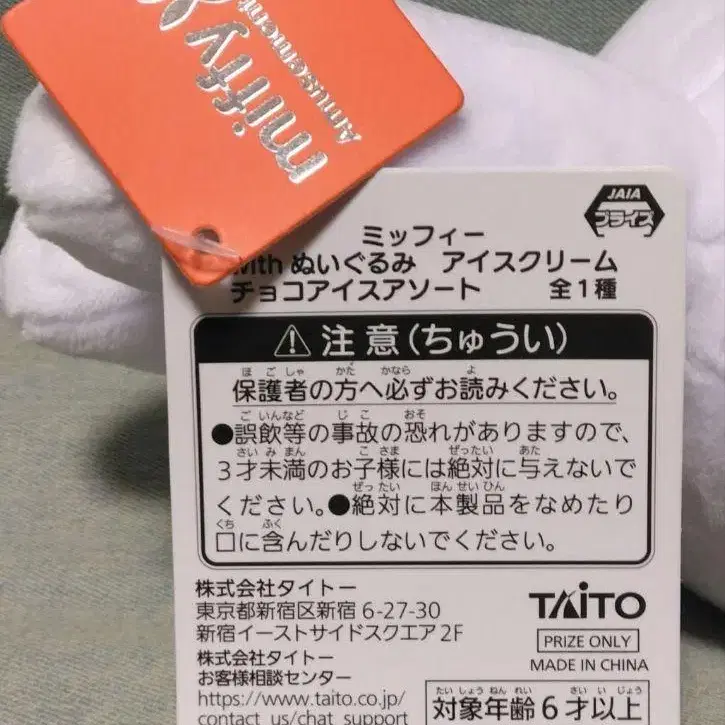 miffy
Amusement
JAIA
プライズ
ミッフィー
with ぬいぐるみ アイスクリーム
チョコアイスアソート 全1種
⚠注意(ちゅうい)
保護者の方へ必ずお読みください。
●誤飲等の事故の恐れがありますので、
3才未満のお子様には絶対に与えないで
ください。●絶対に本製品をなめたり
口に含んだりしないでください。
株式会社タイトー
東京都新宿区新宿 6-27-30
新宿イーストサイドスクエア 2F
株式会社タイトー
お客様相談センター
https://www.taito.co.jp/
contact_us/chat_support
TAITO
PRIZE ONLY
MADE IN CHINA
対象年齢6才以上